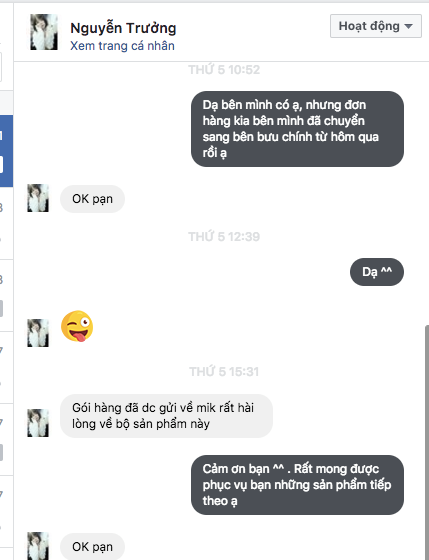 Nguyễn Trưởng
Hoạt động
Xem trang cá nhân
THỨ 5 10:52
Dạ bên mình có ạ, nhưng đơn
hàng kia bên mình đã chuyển
sang bên bưu chính từ hôm qua
rồi ạ
OK pạn
THỨ 5 12:39
Dạ ^^
THỨ 5 15:31
Gói hàng đã dc gửi về mik rất hài
lòng về bộ sản phẩm này
Cảm ơn bạn ^^ . Rất mong được
phục vụ bạn những sản phẩm tiếp
theo ạ
OK pạn